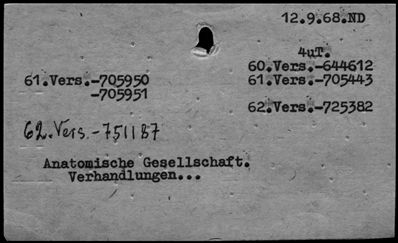 12.9.68.ND
4uT.
60.Vers.-644612
61.Vers.-705950
61.Vers.-705443
-705951
62.Vers.-725382
62.Vers.-751187
Anatomische Gesellschaft.
Verhandlungen...